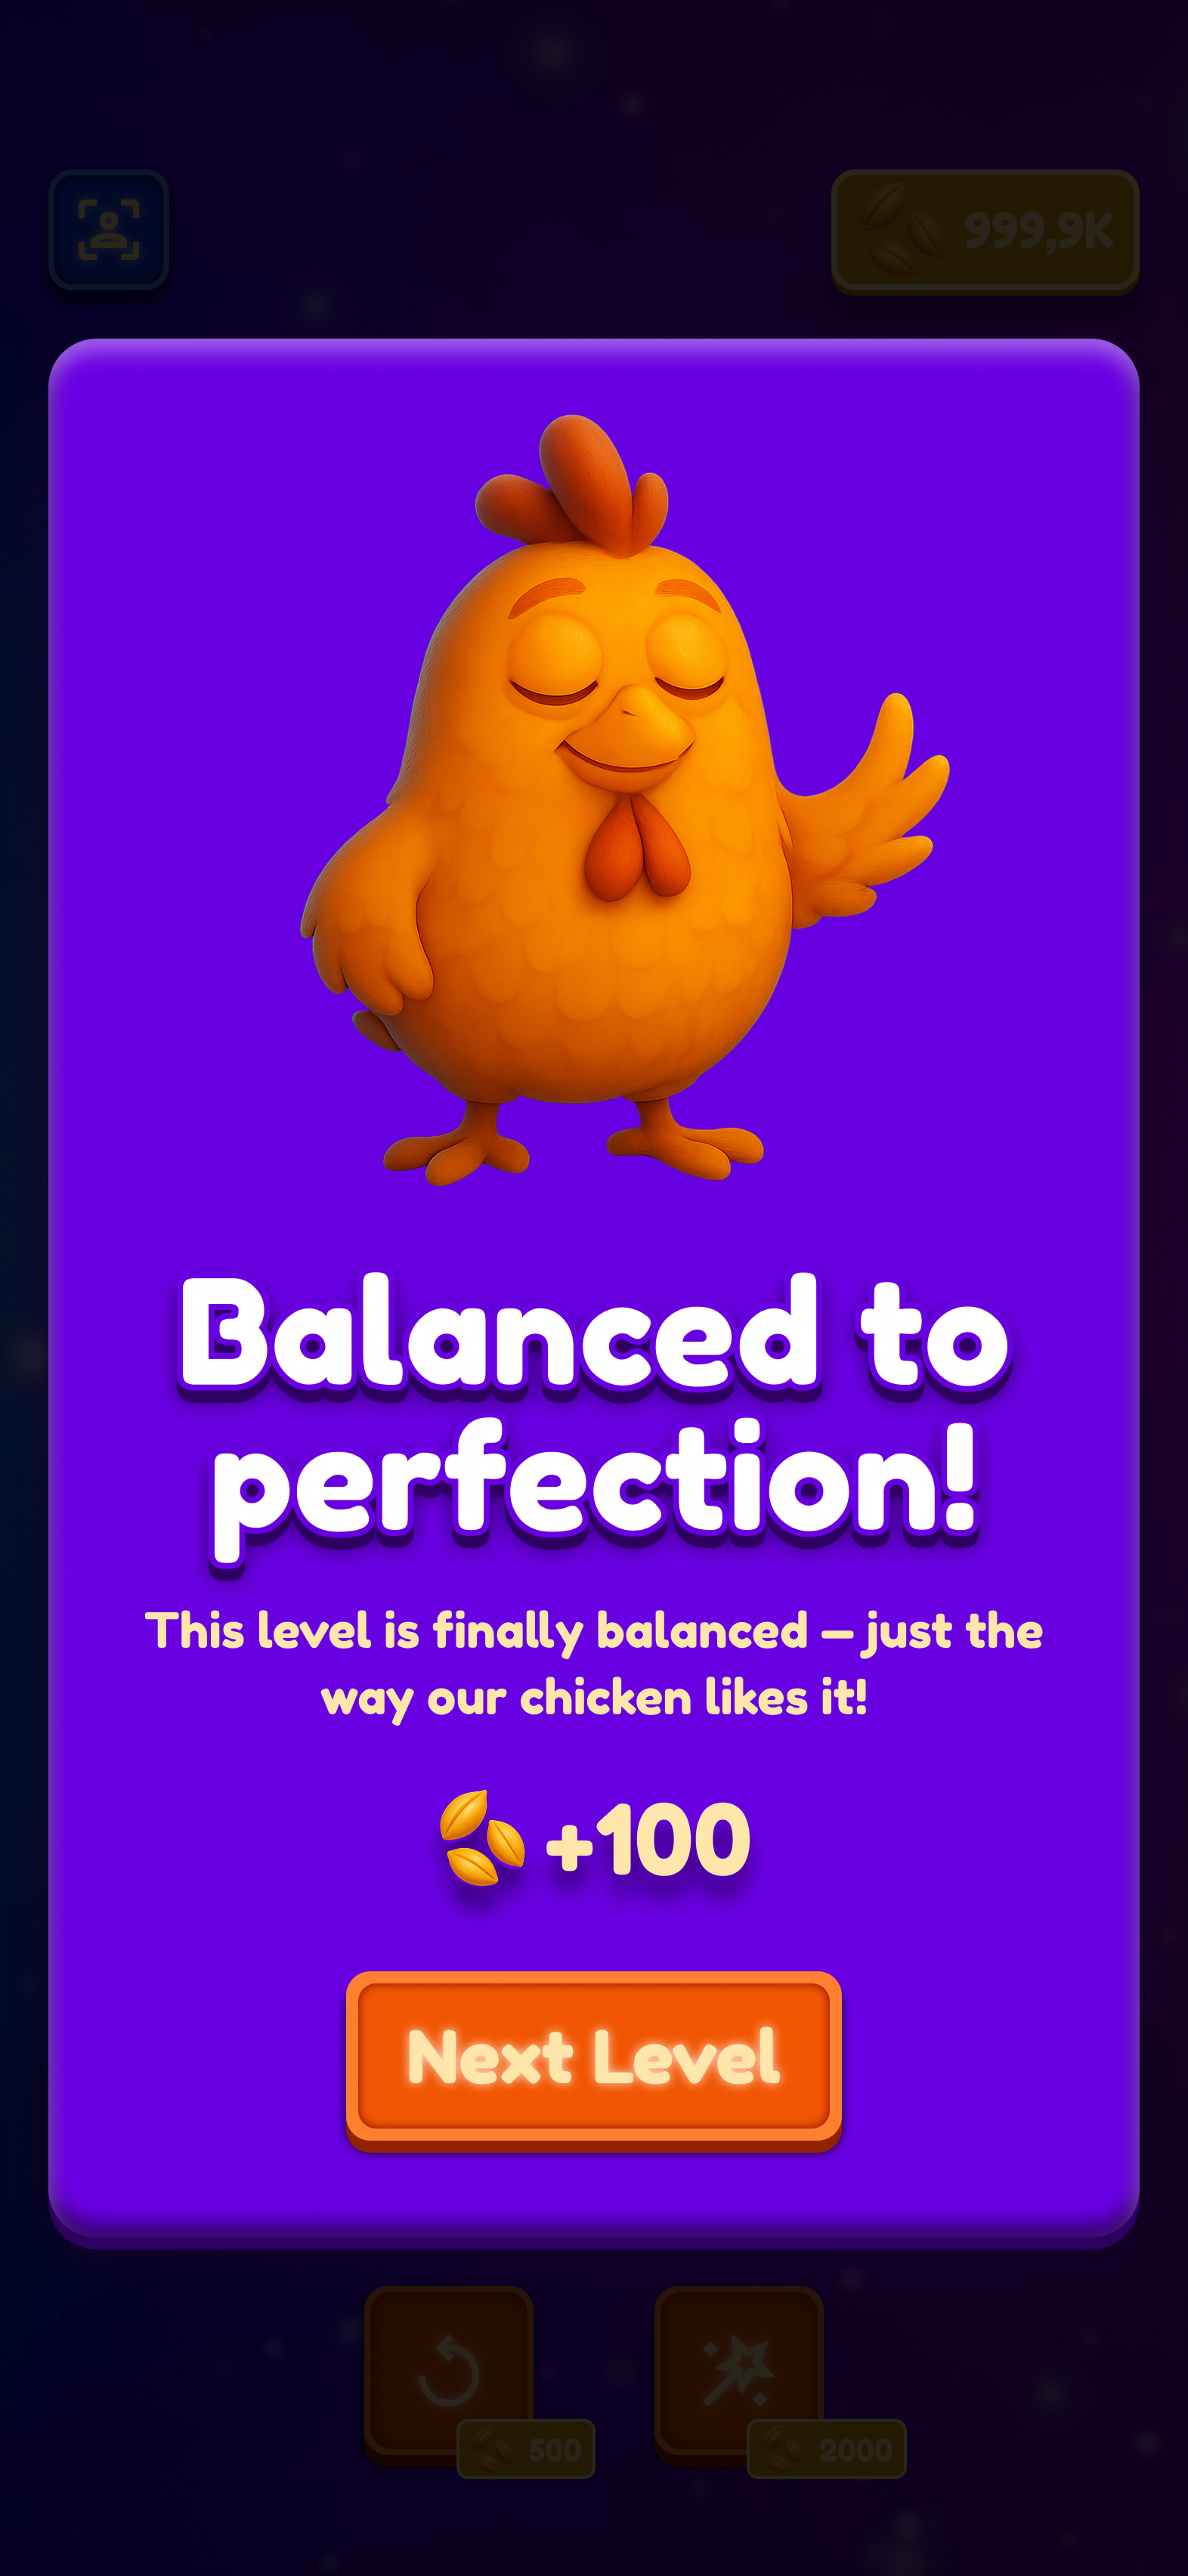 999,9K
Balanced to
perfection!
This level is finally balanced – just the
way our chicken likes it!
+100
Next Level
500
2000